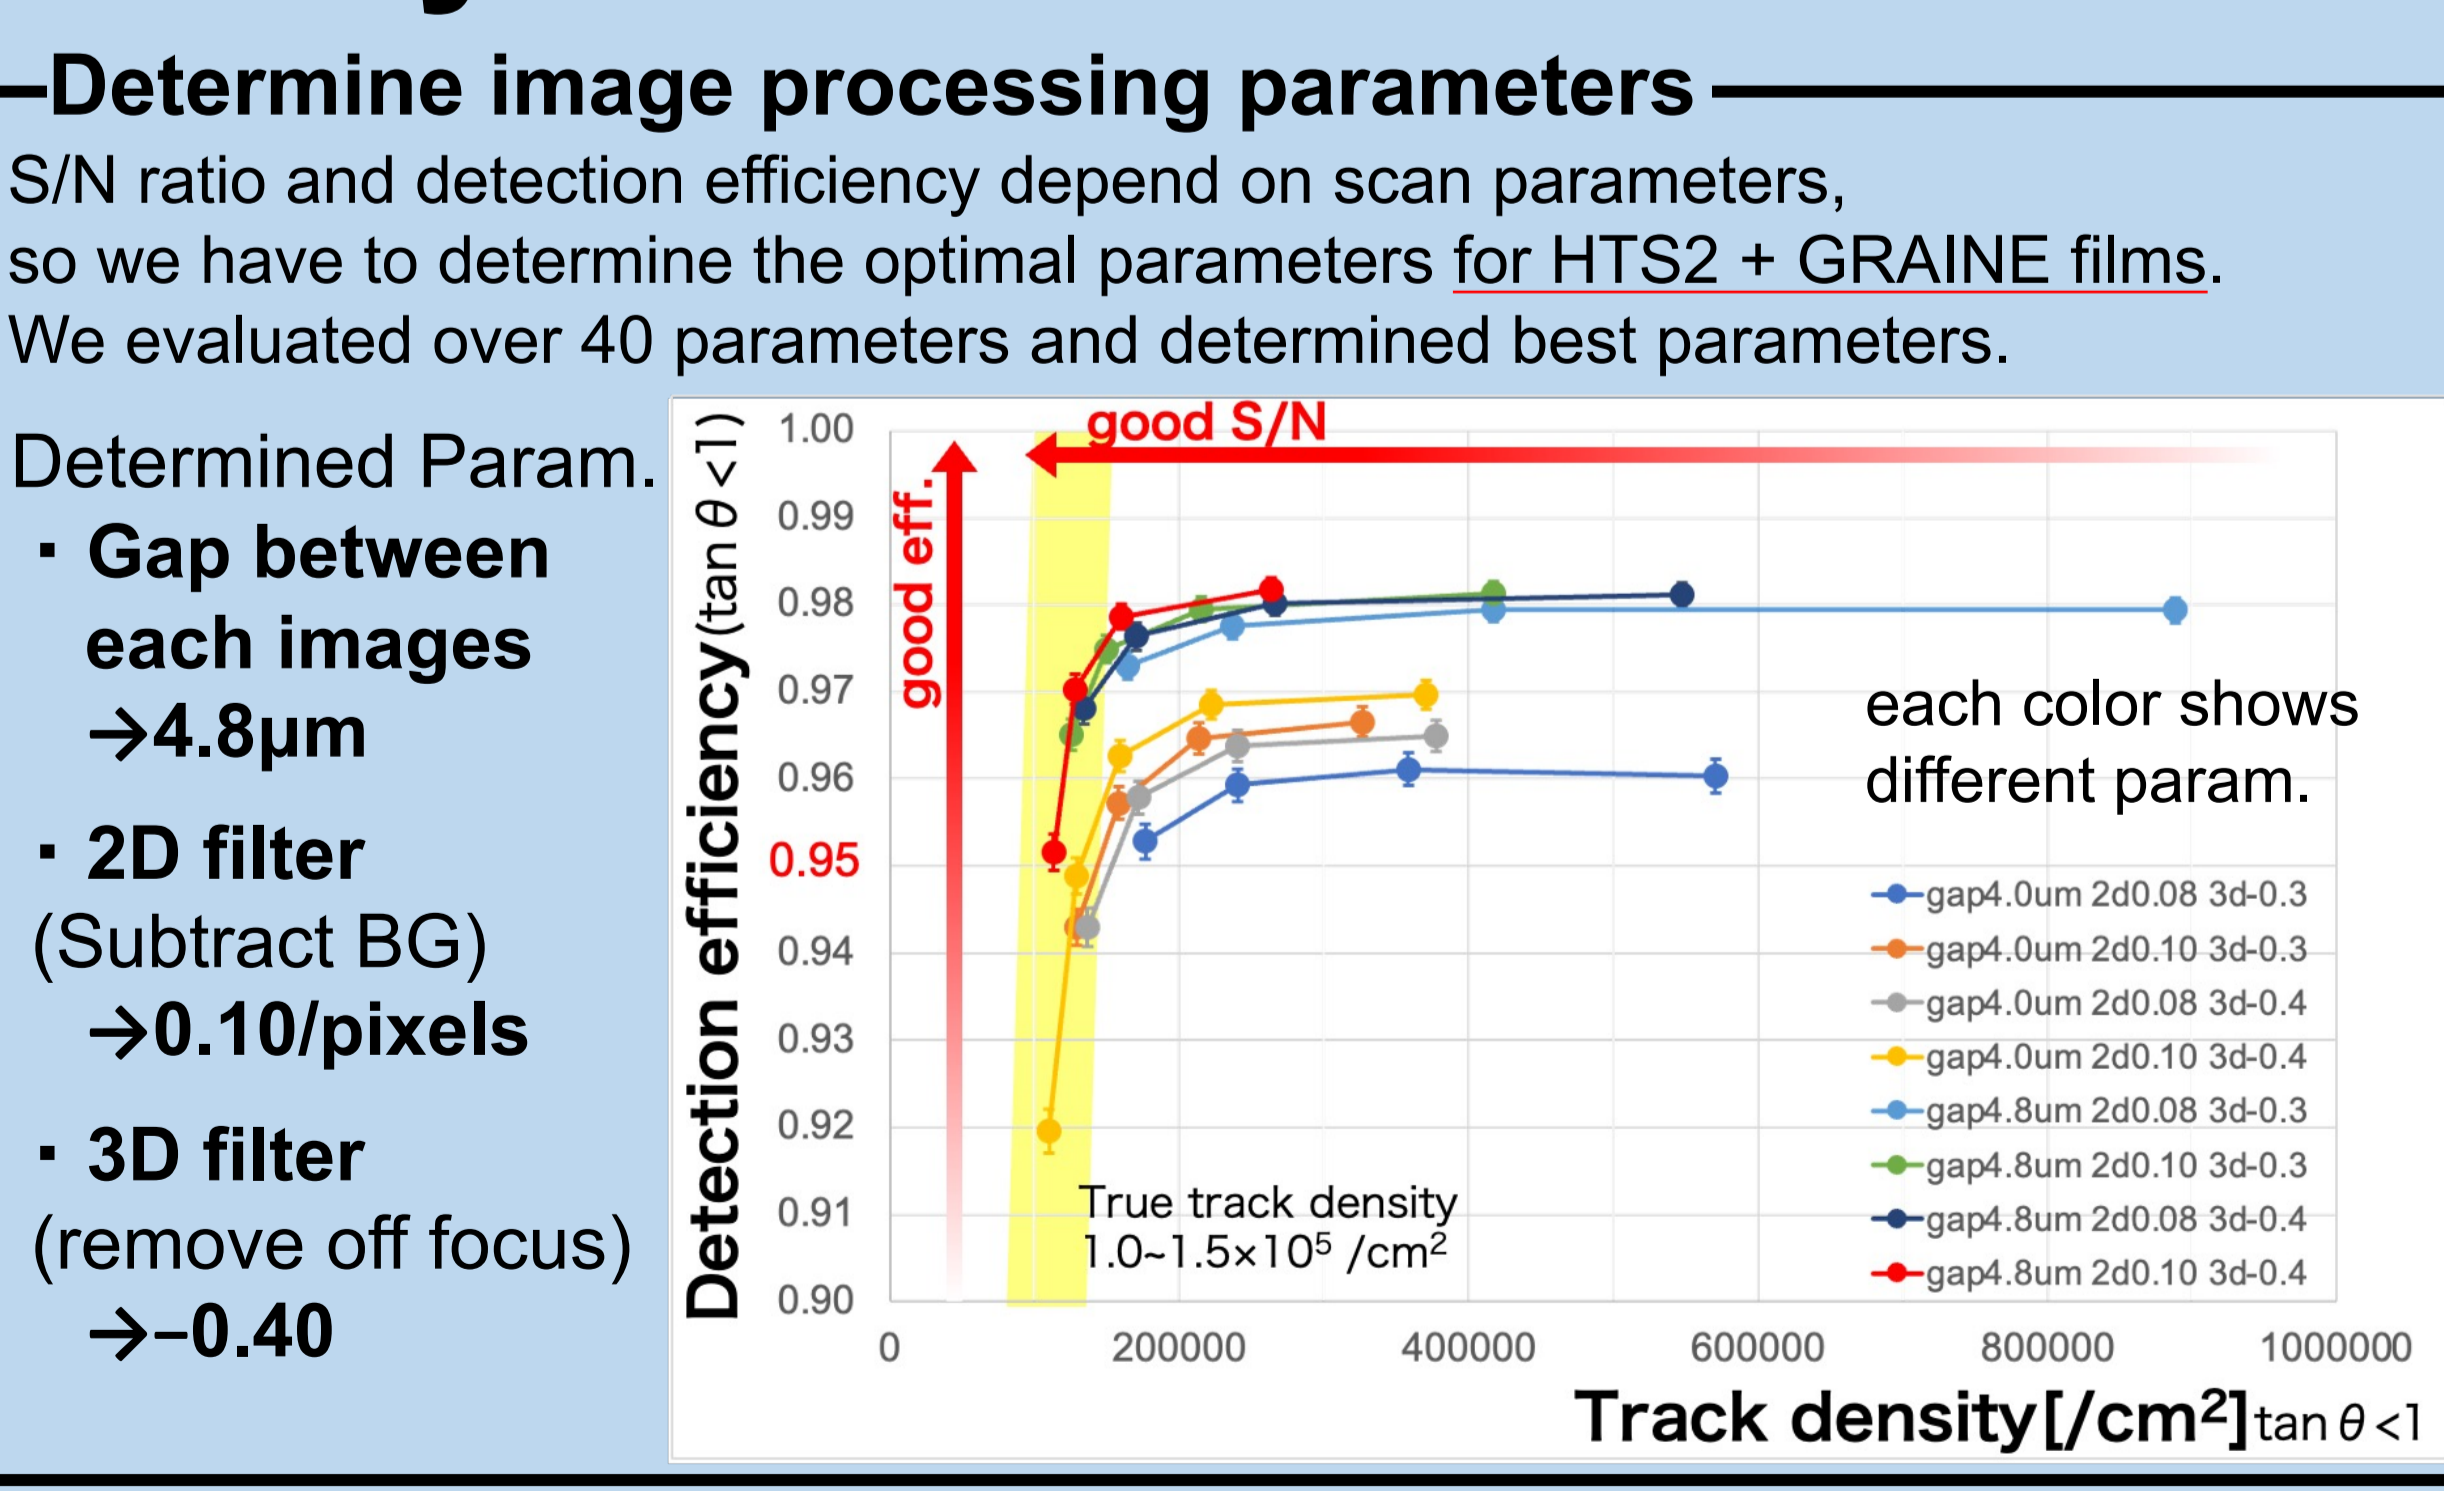 –Determine image processing parameters
S/N ratio and detection efficiency depend on scan parameters,
so we have to determine the optimal parameters for HTS2 + GRAINE films.
We evaluated over 40 parameters and determined best parameters.
Determined Param.
・Gap between
each images
→4.8μm
・2D filter
(Subtract BG)
→0.10/pixels
・3D filter
(remove off focus)
→–0.40
Detection efficiency(tan θ <1)
1.00
0.99
0.98
0.97
0.96
0.95
0.94
0.93
0.92
0.91
0.90
good eff.
good S/N
each color shows
different param.
gap4.0um 2d0.08 3d-0.3
gap4.0um 2d0.10 3d-0.3
gap4.0um 2d0.08 3d-0.4
gap4.0um 2d0.10 3d-0.4
gap4.8um 2d0.08 3d-0.3
gap4.8um 2d0.10 3d-0.3
gap4.8um 2d0.08 3d-0.4
gap4.8um 2d0.10 3d-0.4
True track density
1.0~1.5×10⁵ /cm²
0 200000 400000 600000 800000 1000000
Track density[/cm²] tan θ <1